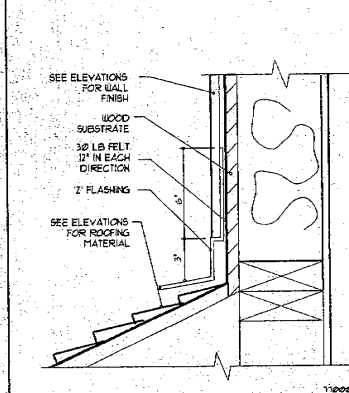 SEE ELEVATIONS
FOR WALL
FINISH
WOOD
SUBSTRATE
30 LB FELT
12" IN EACH
DIRECTION
'Z' FLASHING
SEE ELEVATIONS
FOR ROOFING
MATERIAL
6"
3"